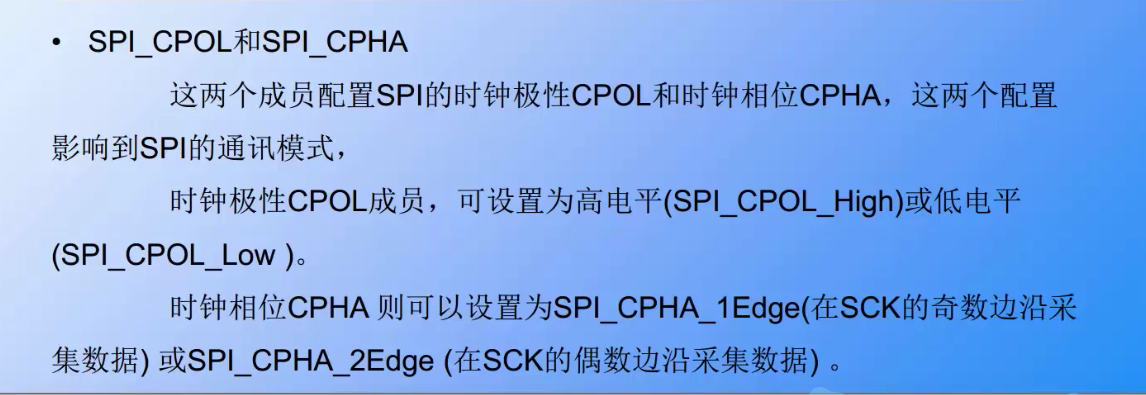 • SPI_CPOL和SPI_CPHA
这两个成员配置SPI的时钟极性CPOL和时钟相位CPHA，这两个配置
影响到SPI的通讯模式，
时钟极性CPOL成员，可设置为高电平(SPI_CPOL_High)或低电平
(SPI_CPOL_Low )。
时钟相位CPHA 则可以设置为SPI_CPHA_1Edge(在SCK的奇数边沿采
集数据) 或SPI_CPHA_2Edge (在SCK的偶数边沿采集数据) 。